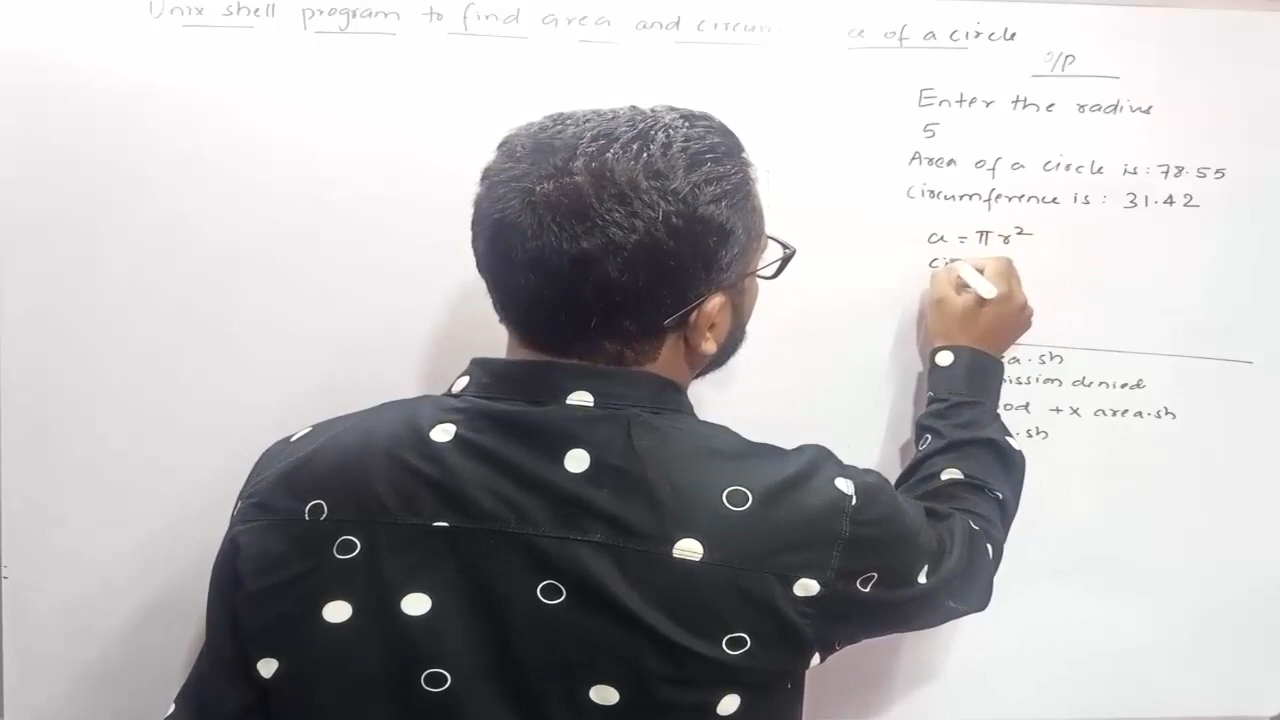 Unix shell program to find area and circum ce of a circle
O/P
Enter the radius
5
Area of a circle is: 78.55
Circumference is: 31.42
a = πr²
ci
a.sh
ission denied
od +x area.sh
.sh